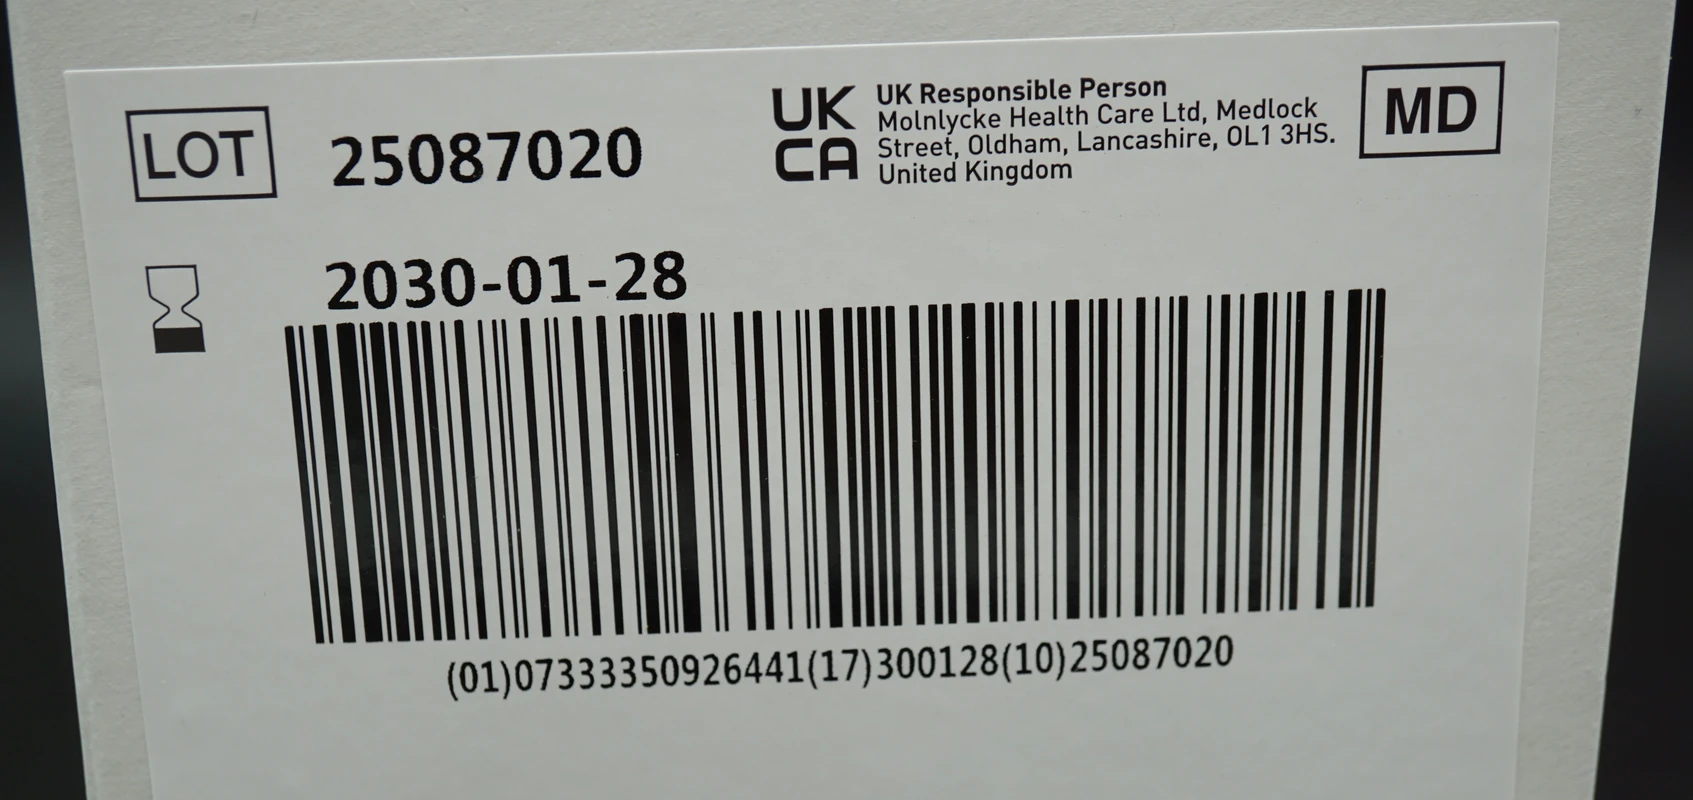 LOT 25087020
UK
CA
UK Responsible Person
Molnlycke Health Care Ltd, Medlock
Street, Oldham, Lancashire, OL1 3HS.
United Kingdom
MD
2030-01-28
(01)07333350926441(17)300128(10)25087020